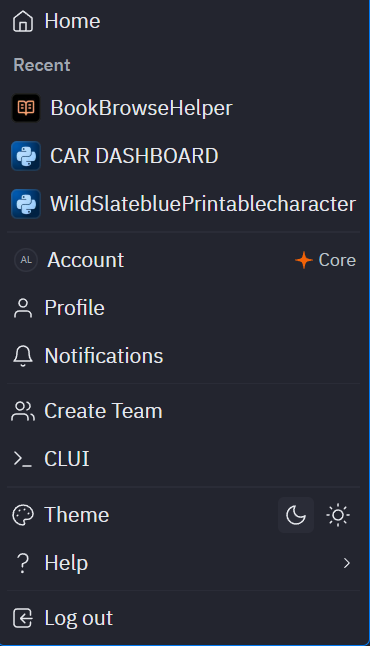 Home
Recent
BookBrowseHelper
CAR DASHBOARD
WildSlatebluePrintablecharacter
AL Account Core
Profile
Notifications
Create Team
CLUI
Theme
Help
Log out